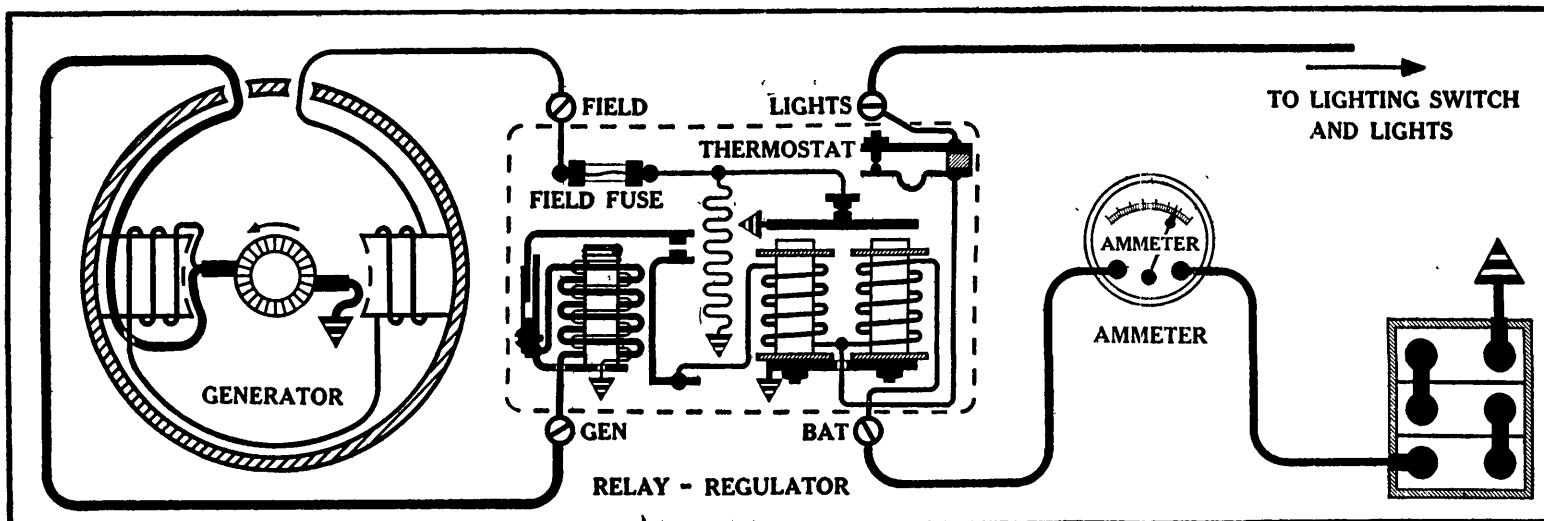 FIELD
LIGHTS
TO LIGHTING SWITCH
AND LIGHTS
THERMOSTAT
FIELD FUSE
AMMETER
AMMETER
GENERATOR
GEN
BAT
RELAY - REGULATOR